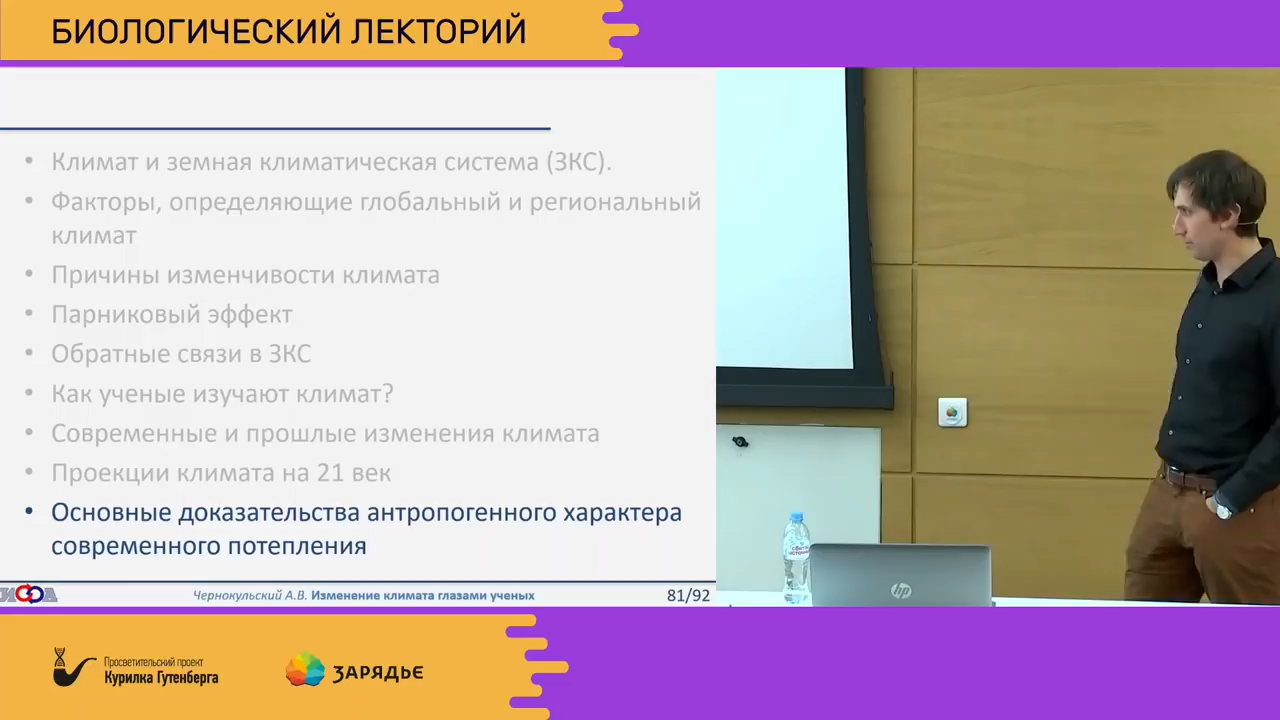 БИОЛОГИЧЕСКИЙ ЛЕКТОРИЙ
• Климат и земная климатическая система (ЗКС).
• Факторы, определяющие глобальный и региональный
климат
• Причины изменчивости климата
• Парниковый эффект
• Обратные связи в ЗКС
• Как ученые изучают климат?
• Современные и прошлые изменения климата
• Проекции климата на 21 век
• Основные доказательства антропогенного характера
современного потепления
ИФА
Чернокульский А.В. Изменение климата глазами ученых
81/92
hp
Просветительский проект
Курилка Гутенберга
ЗАРЯДЬЕ